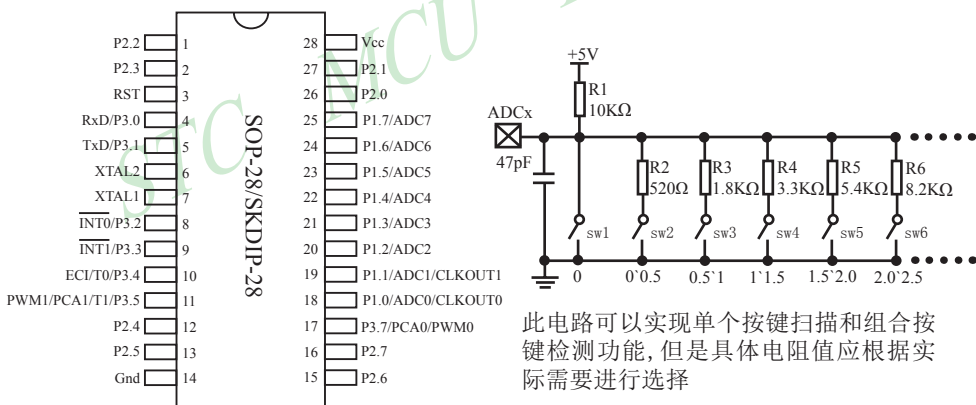 STC MCU
P2.2 1
P2.3 2
RST 3
RxD/P3.0 4
TxD/P3.1 5
XTAL2 6
XTAL1 7
INT0/P3.2 8
INT1/P3.3 9
ECI/T0/P3.4 10
PWM1/PCA1/T1/P3.5 11
P2.4 12
P2.5 13
Gnd 14
SOP-28/SKDIP-28
28 Vcc
27 P2.1
26 P2.0
25 P1.7/ADC7
24 P1.6/ADC6
23 P1.5/ADC5
22 P1.4/ADC4
21 P1.3/ADC3
20 P1.2/ADC2
19 P1.1/ADC1/CLKOUT1
18 P1.0/ADC0/CLKOUT0
17 P3.7/PCA0/PWM0
16 P2.7
15 P2.6
+5V
R1
10KΩ
ADCx
47pF
R2 R3 R4 R5 R6
520Ω 1.8KΩ 3.3KΩ 5.4KΩ 8.2KΩ
sw1 sw2 sw3 sw4 sw5 sw6
0 0`0.5 0.5`1 1`1.5 1.5`2.0 2.0`2.5
此电路可以实现单个按键扫描和组合按
键检测功能,但是具体电阻值应根据实
际需要进行选择